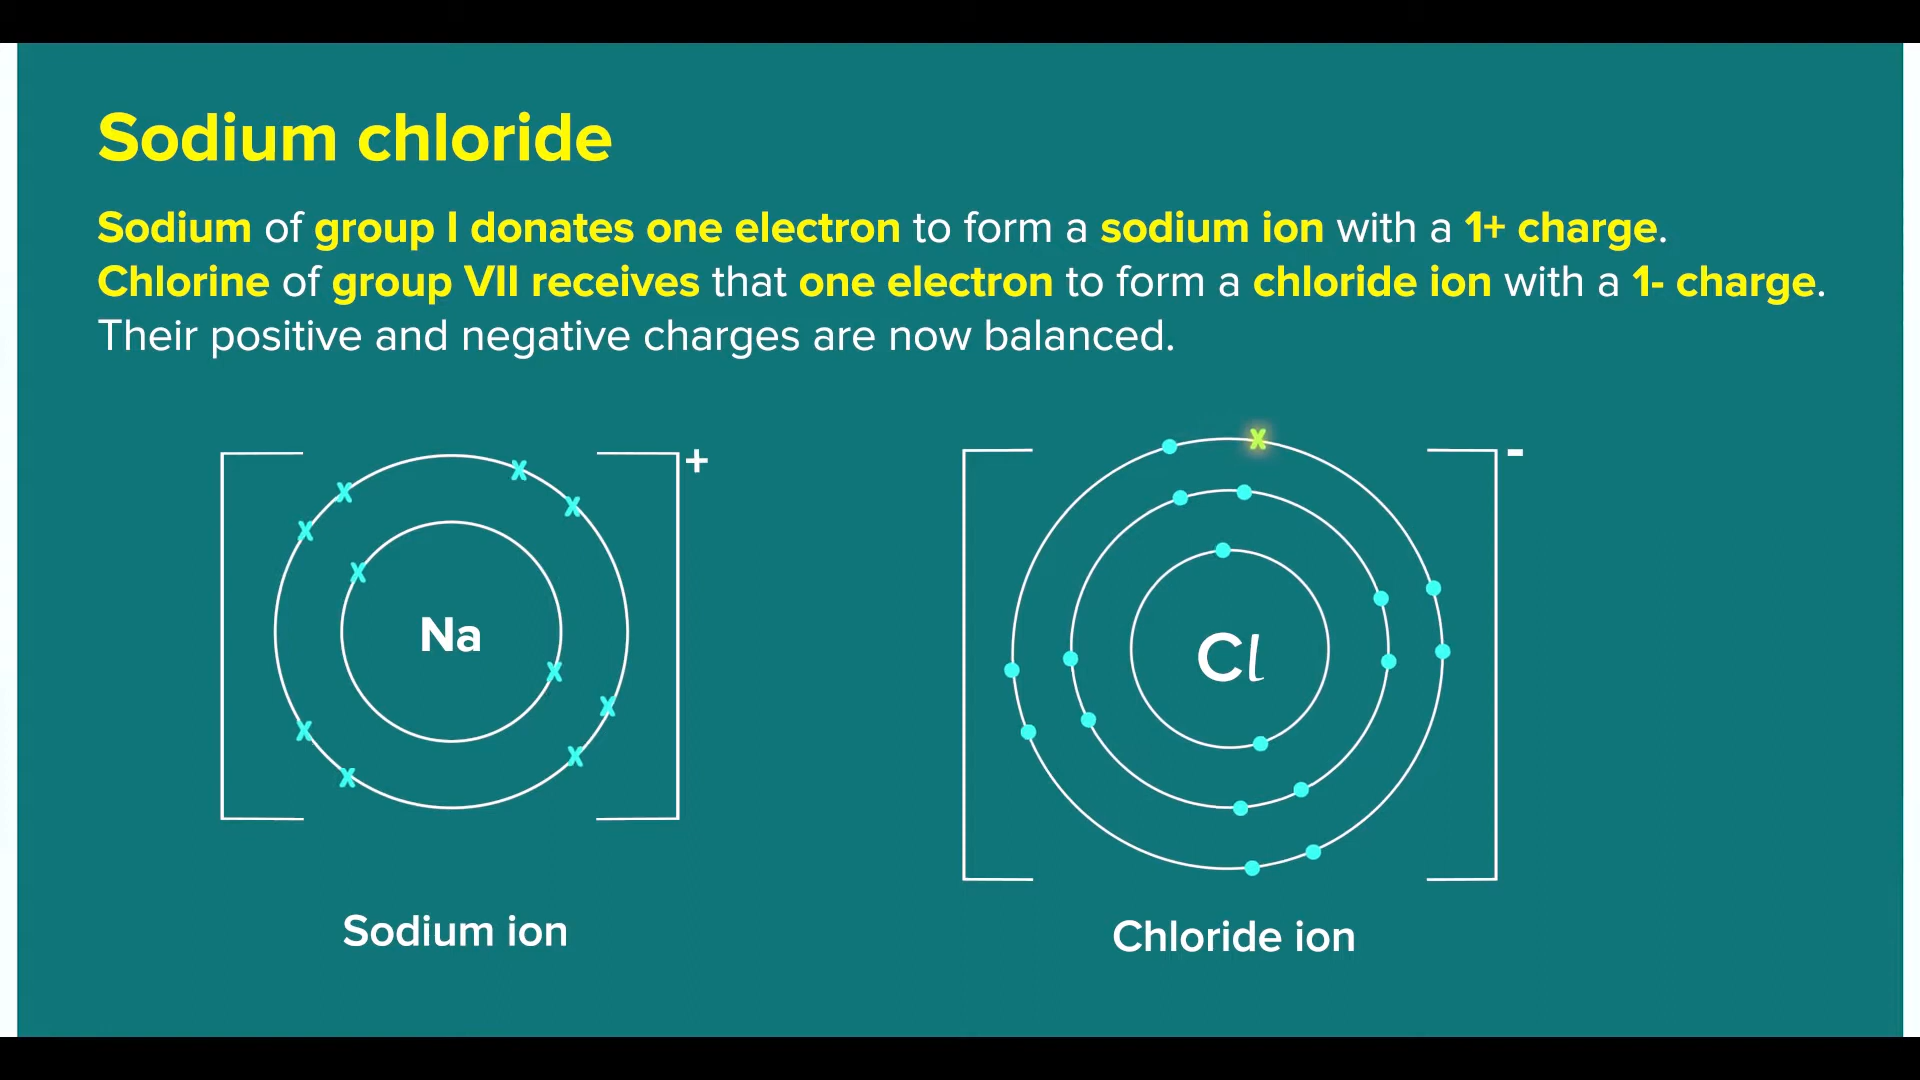 Sodium chloride
Sodium of group I donates one electron to form a sodium ion with a 1+ charge.
Chlorine of group VII receives that one electron to form a chloride ion with a 1- charge.
Their positive and negative charges are now balanced.
+
-
Na
Cl
Sodium ion
Chloride ion